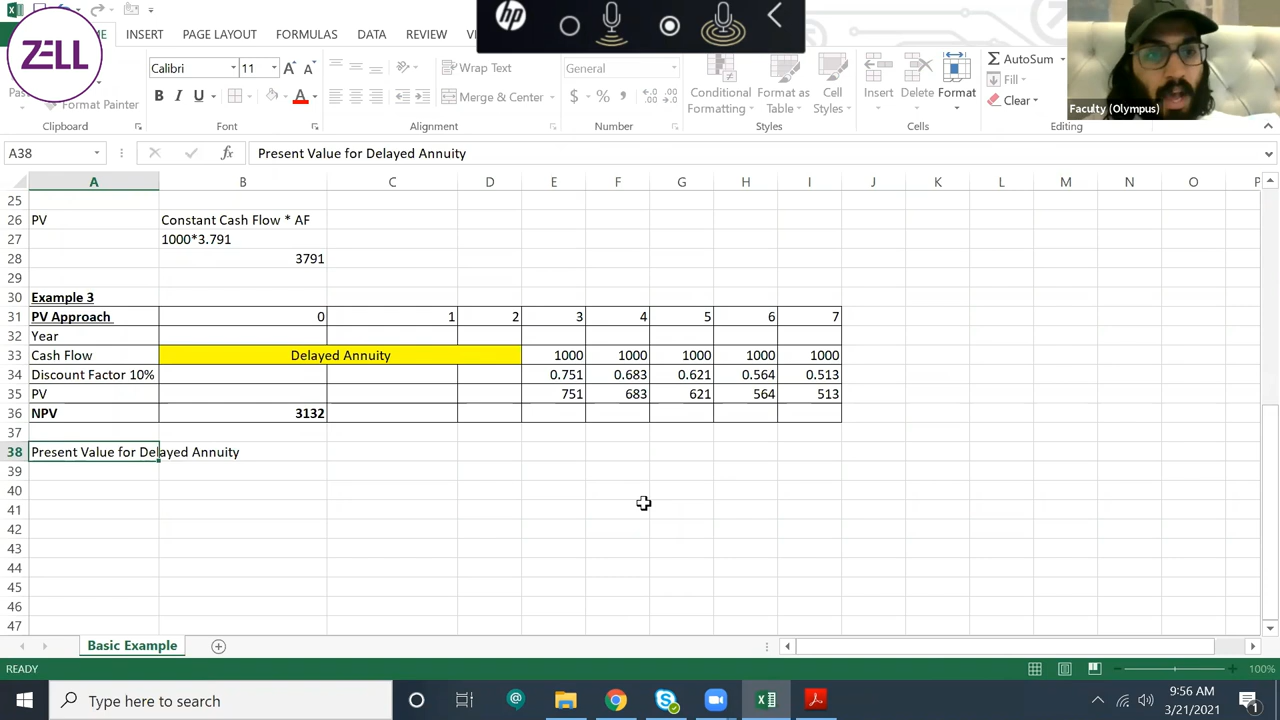 ZELL
INSERT
PAGE LAYOUT
FORMULAS
DATA
REVIEW
hp
Faculty (Olympus)
Calibri
11
Wrap Text
General
AutoSum
Format Painter
B I U
A
Merge & Center
$ % ,
Conditional Formatting
Format as Table
Cell Styles
Insert
Delete
Format
Fill
Clear
Clipboard
Font
Alignment
Number
Styles
Cells
Editing
A38
fx
Present Value for Delayed Annuity
A B C D E F G H I J K L M N O P
25
26 PV Constant Cash Flow * AF
27 1000*3.791
28 3791
29
30 Example 3
31 PV Approach 0 1 2 3 4 5 6 7
32 Year
33 Cash Flow Delayed Annuity 1000 1000 1000 1000 1000
34 Discount Factor 10% 0.751 0.683 0.621 0.564 0.513
35 PV 751 683 621 564 513
36 NPV 3132
37
38 Present Value for Delayed Annuity
39
40
41
42
43
44
45
46
47
Basic Example
READY
100%
Type here to search
9:56 AM
3/21/2021
1